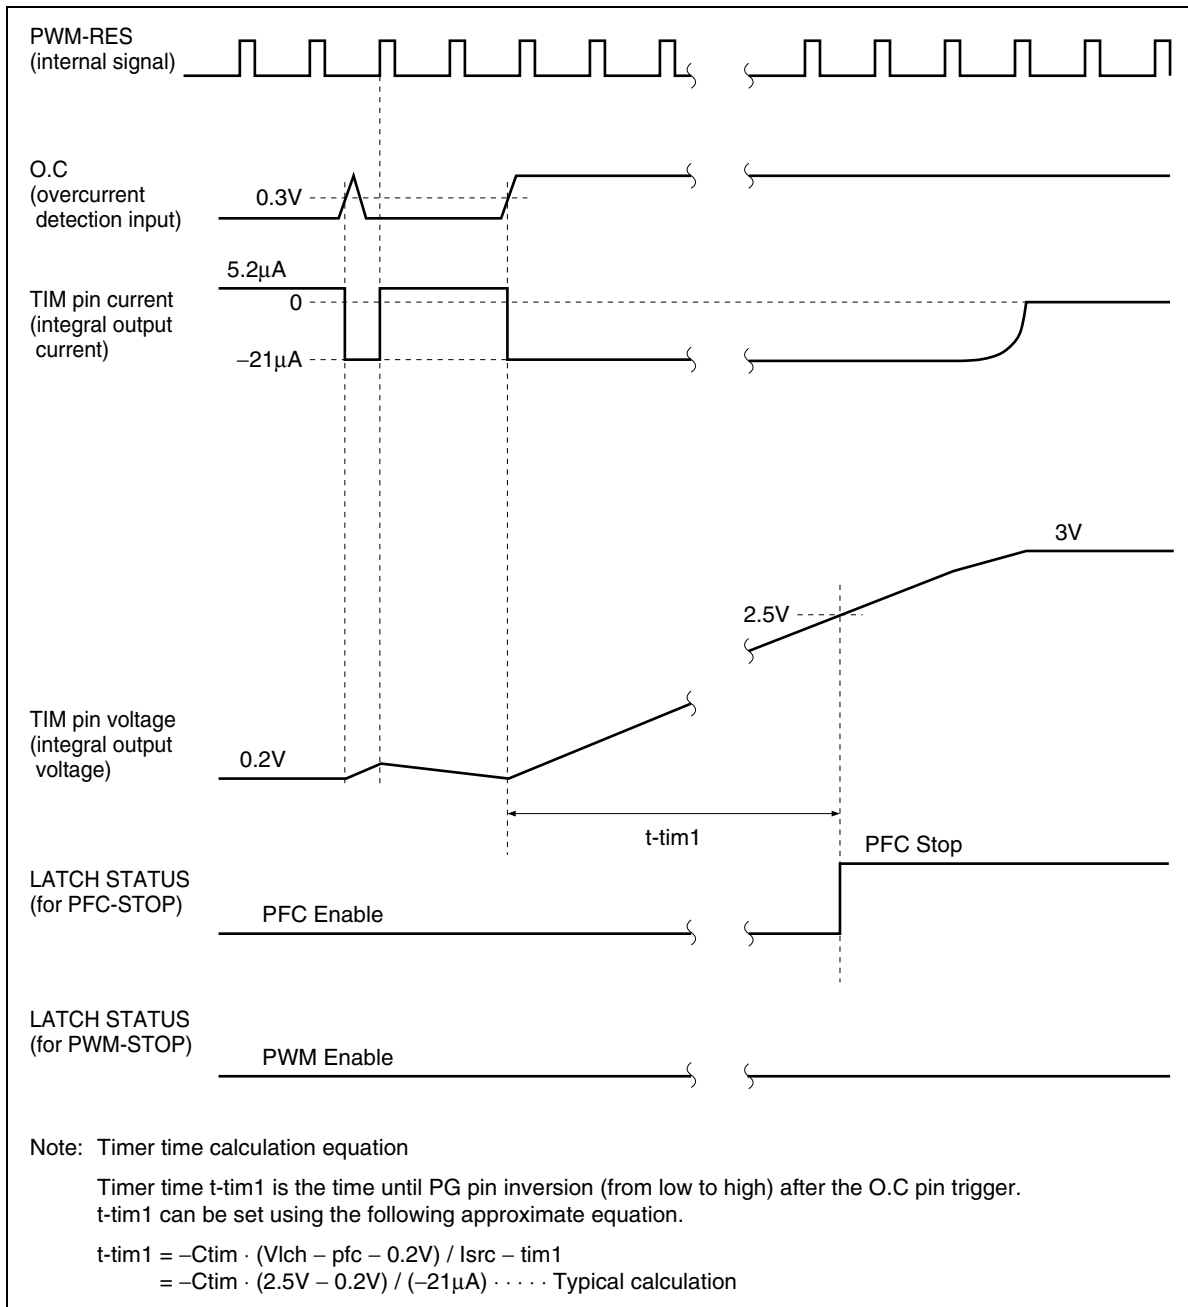 PWM-RES
(internal signal)
O.C
(overcurrent
detection input)
0.3V
5.2μA
TIM pin current
(integral output
current)
0
−21μA
3V
2.5V
TIM pin voltage
(integral output
voltage)
0.2V
t-tim1
PFC Stop
LATCH STATUS
(for PFC-STOP)
PFC Enable
LATCH STATUS
(for PWM-STOP)
PWM Enable
Note: Timer time calculation equation
Timer time t-tim1 is the time until PG pin inversion (from low to high) after the O.C pin trigger.
t-tim1 can be set using the following approximate equation.
t-tim1 = −Ctim · (Vlch − pfc − 0.2V) / Isrc − tim1
= −Ctim · (2.5V − 0.2V) / (−21μA) · · · · · Typical calculation